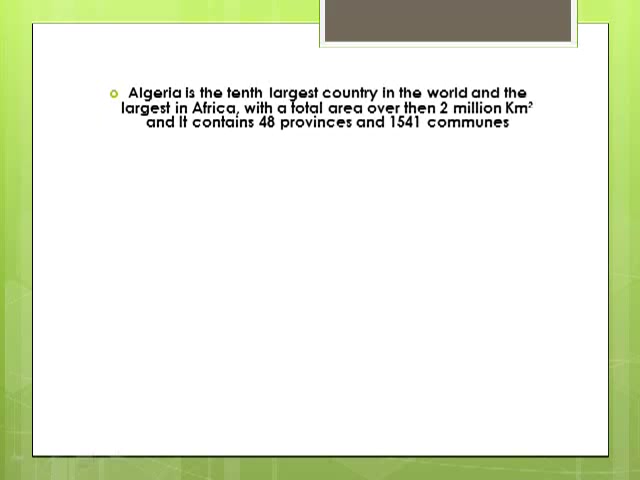 Algeria is the tenth largest country in the world and the
largest in Africa, with a total area over then 2 million Km²
and It contains 48 provinces and 1541 communes